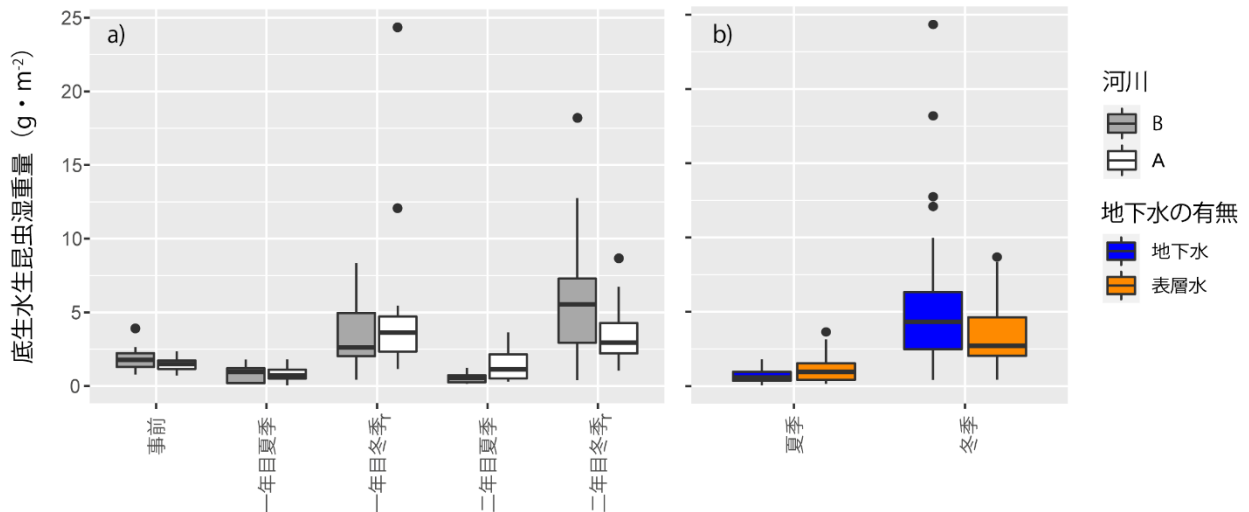 底生水生昆虫湿重量（g・m⁻²）
25
20
15
10
5
0
a)
事前
一年目夏季
一年目冬季r
二年目夏季
二年目冬季r
b)
夏季
冬季
河川
B
A
地下水の有無
地下水
表層水